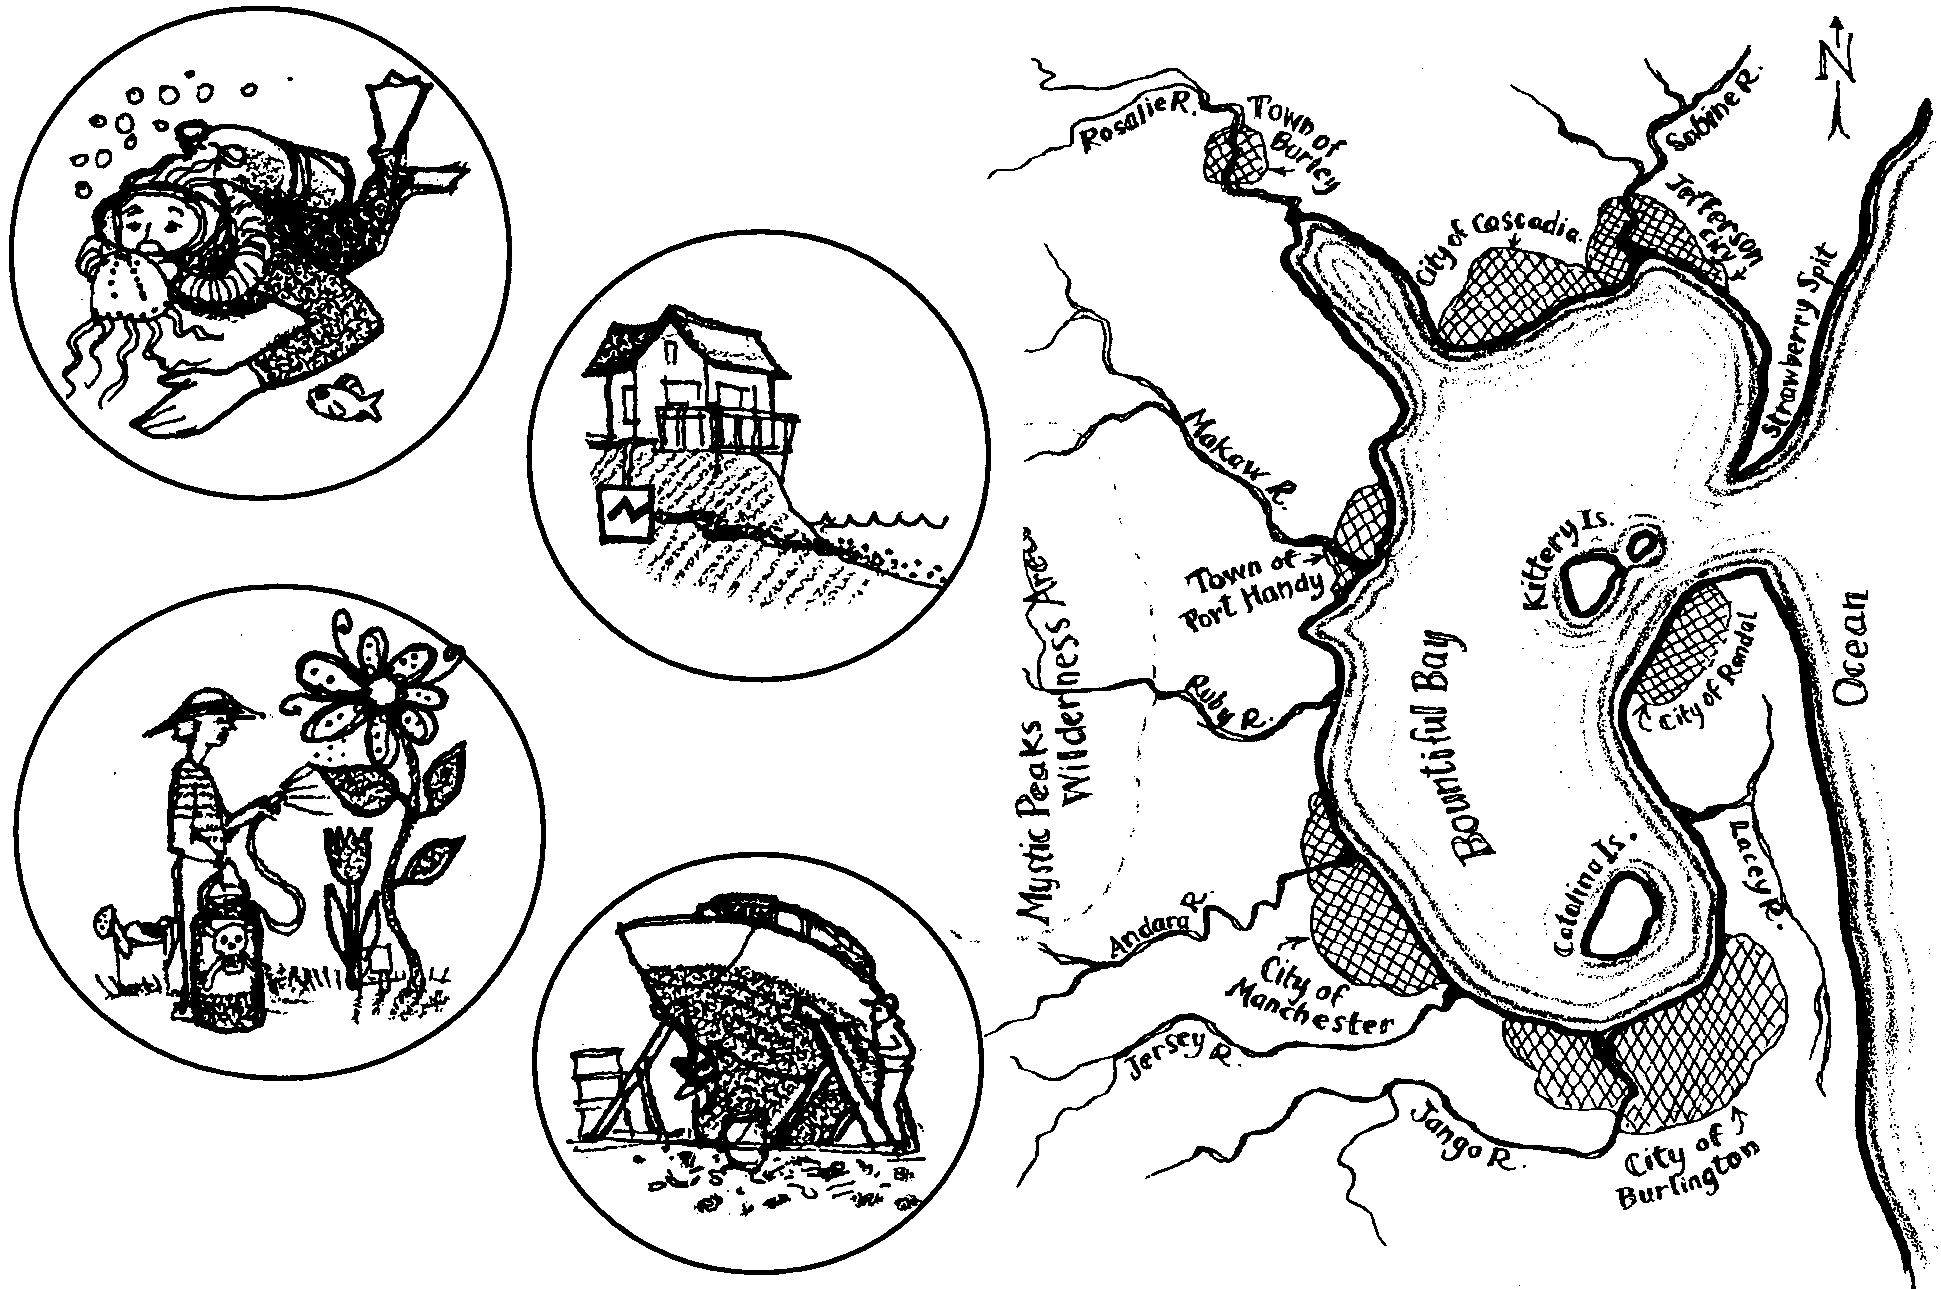 N
Rosalie R.
Town of
Burley
Sabine R.
Jefferson
City
City of Cascadia
Strawberry Spit
Makaw R.
Kittery Is.
Town of
Port Handy
Ocean
City of Randal
Bountiful Bay
Ruby R.
Mystic Peaks
Wilderness Area
Catalina Is.
Lacey R.
Andara R.
City of
Manchester
Jersey R.
Jango R.
City of
Burlington